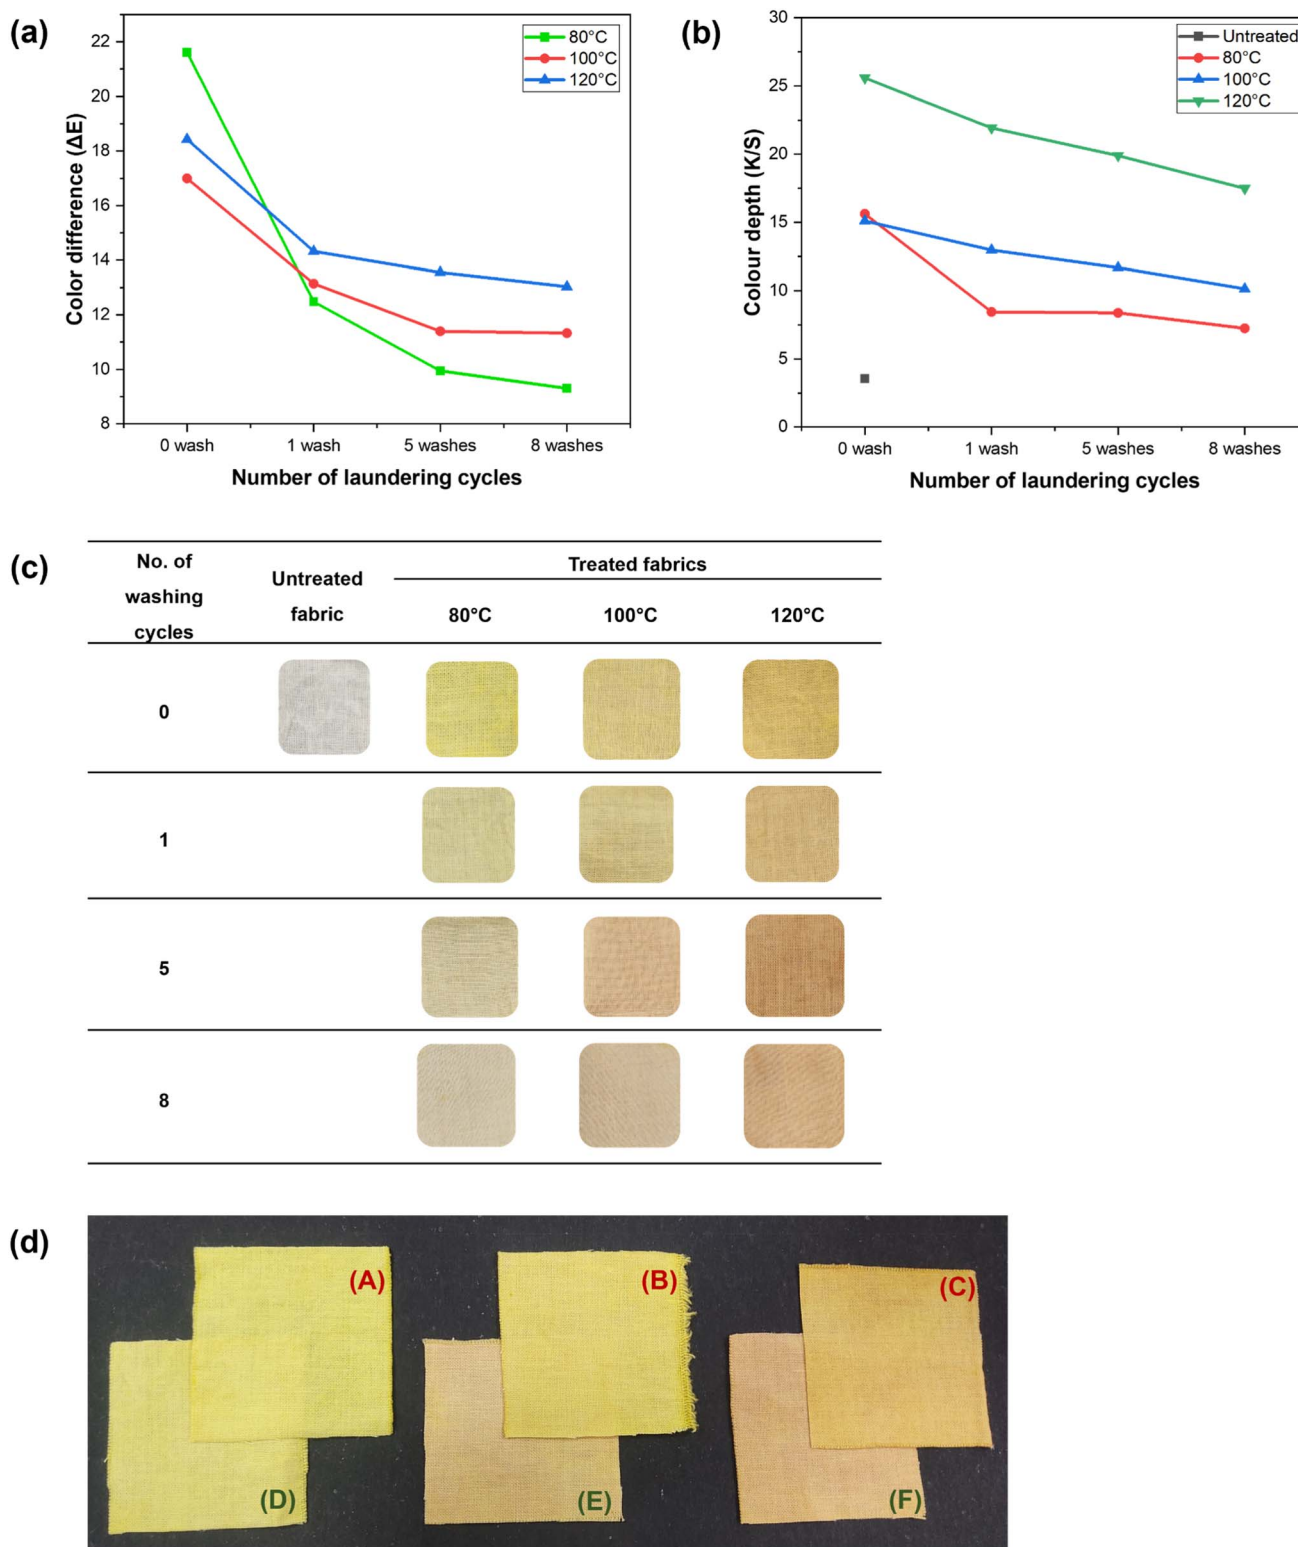 (a)
22
20
18
16
14
12
10
8
Color difference (ΔE)
80°C
100°C
120°C
0 wash
1 wash
5 washes
8 washes
Number of laundering cycles
(b)
30
25
20
15
10
5
0
Colour depth (K/S)
Untreated
80°C
100°C
120°C
0 wash
1 wash
5 washes
8 washes
Number of laundering cycles
(c)
No. of
washing
cycles
Untreated
fabric
Treated fabrics
80°C
100°C
120°C
0
1
5
8
(d)
(A)
(B)
(C)
(D)
(E)
(F)